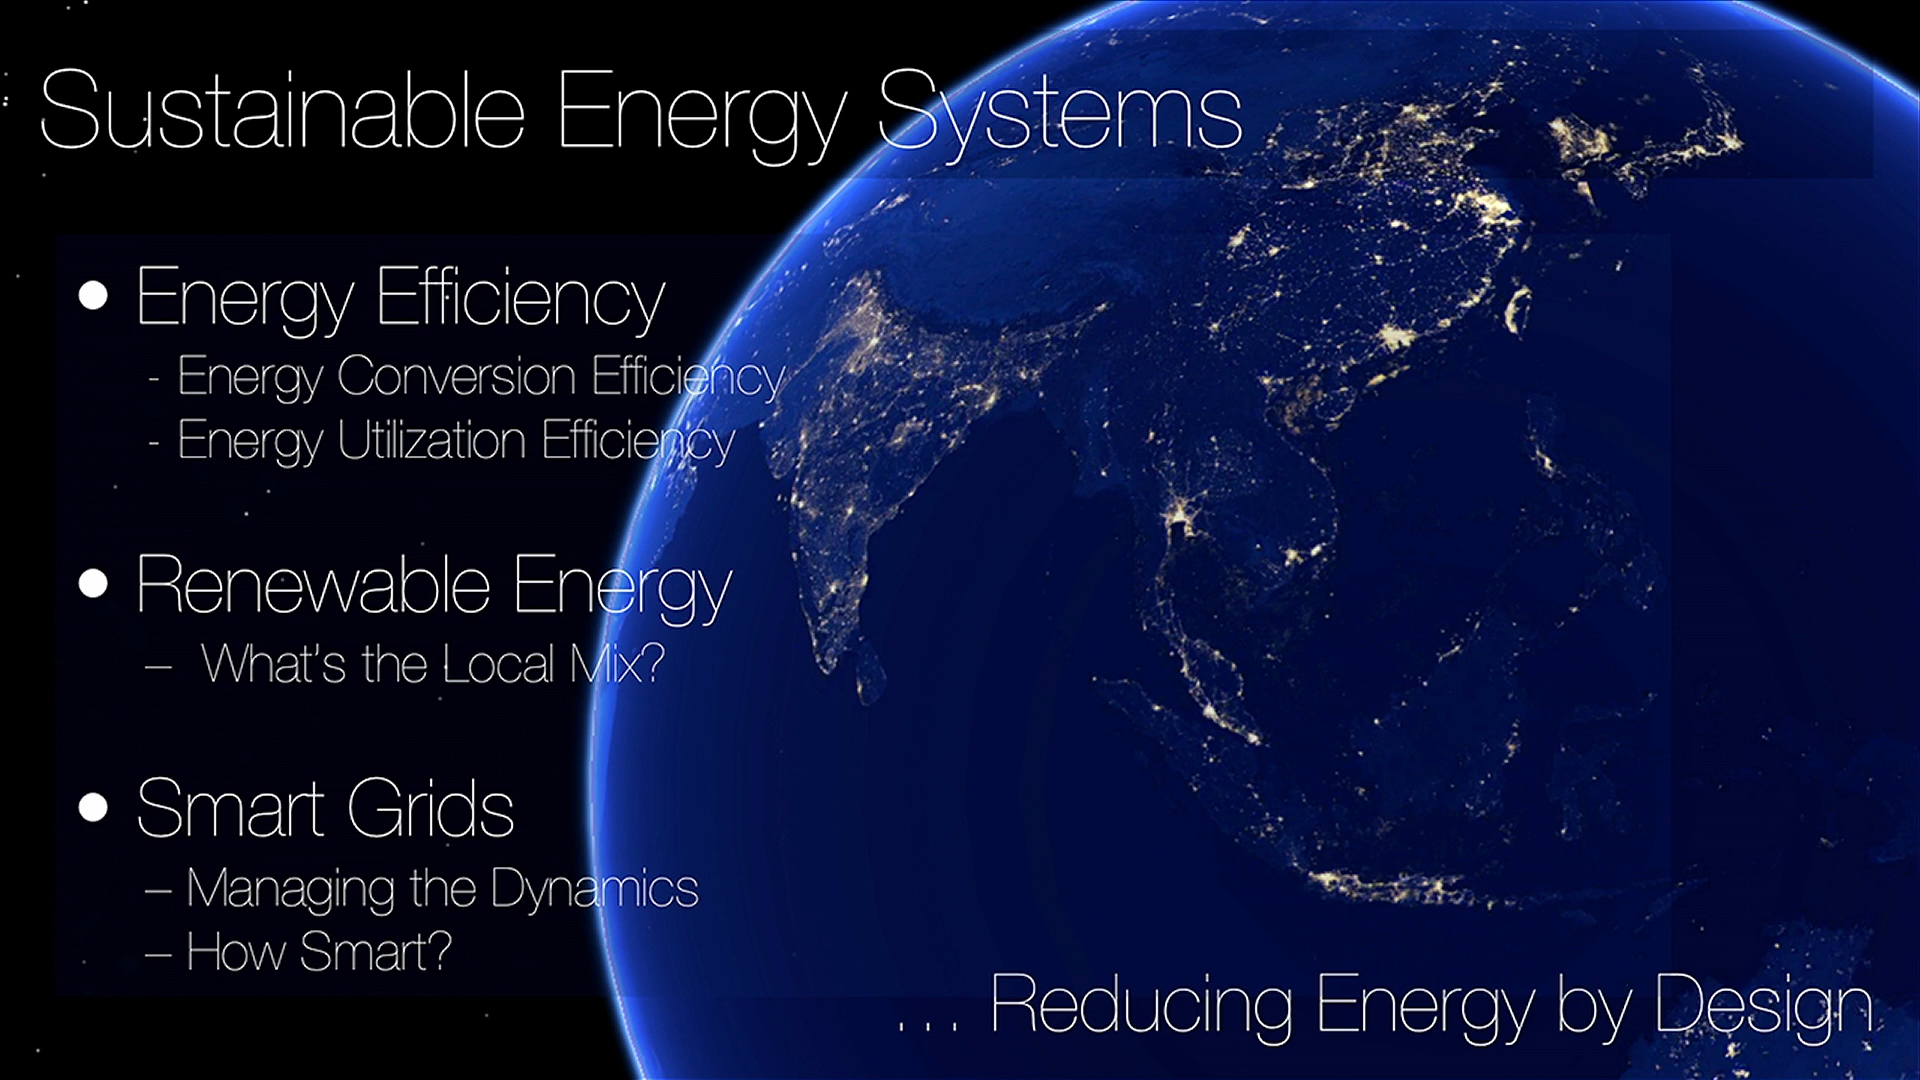 Sustainable Energy Systems
• Energy Efficiency
- Energy Conversion Efficiency
- Energy Utilization Efficiency
• Renewable Energy
– What's the Local Mix?
• Smart Grids
– Managing the Dynamics
– How Smart?
... Reducing Energy by Design